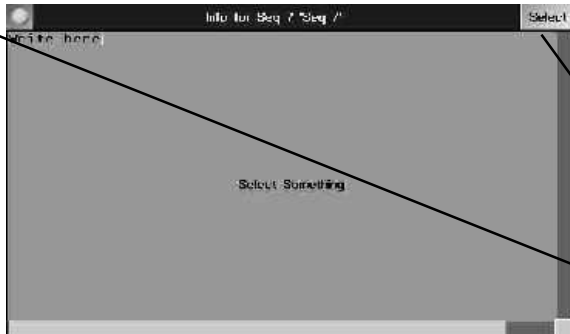 Info for Seq 7 "Seq 7"
Select
Write here
Select Something